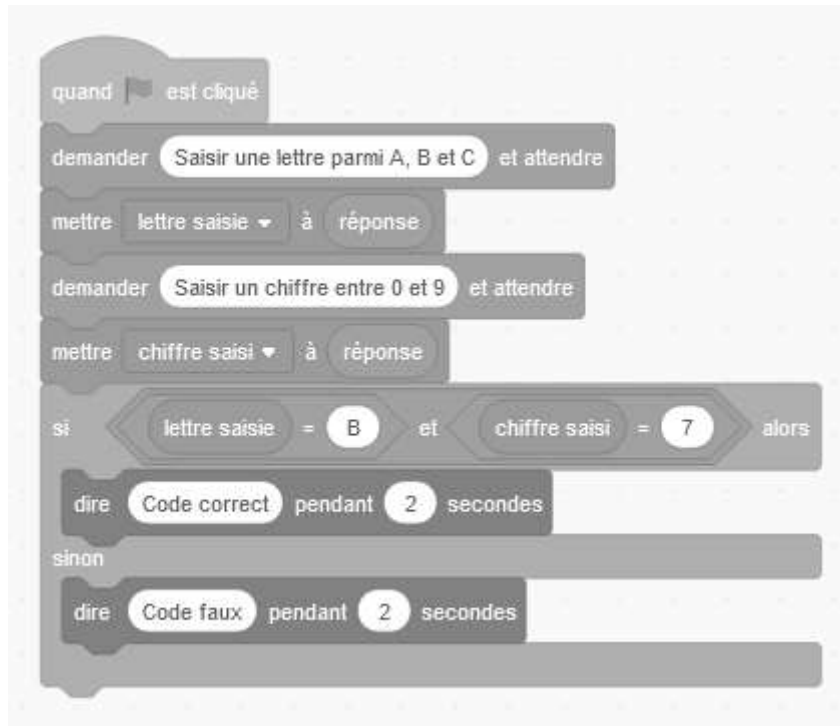 quand est cliqué
demander Saisir une lettre parmi A, B et C et attendre
mettre lettre saisie à réponse
demander Saisir un chiffre entre 0 et 9 et attendre
mettre chiffre saisi à réponse
si lettre saisie = B et chiffre saisi = 7 alors
dire Code correct pendant 2 secondes
sinon
dire Code faux pendant 2 secondes